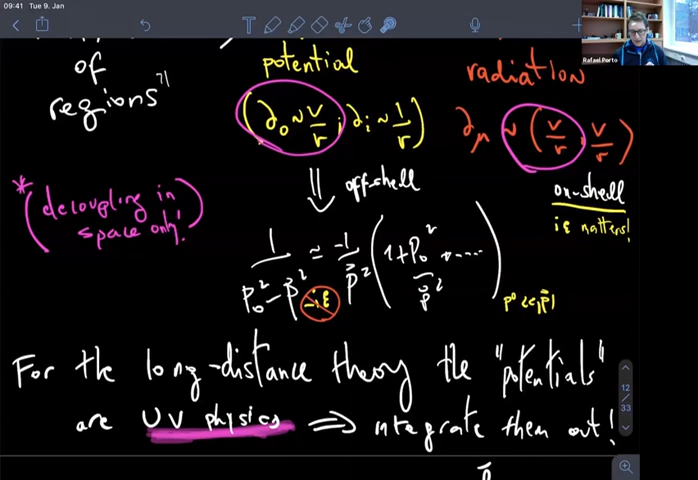 09:41 Tue 9. Jan
Rafael Porto
of
regions"
potential
radiation
(∂₀ ~ v/r, ∂ᵢ ~ 1/r)
∂μ ~ (v/r, v/r)
off-shell
on-shell
iε matters!
*(decoupling in
space only!)
1/(p₀² - p⃗² -iε) ≃ -1/p⃗² (1 + p₀²/p⃗² + ....)
p⁰ << |p⃗|
For the long-distance theory the "potentials"
are UV physics ⇒ integrate them out!
12
/
33